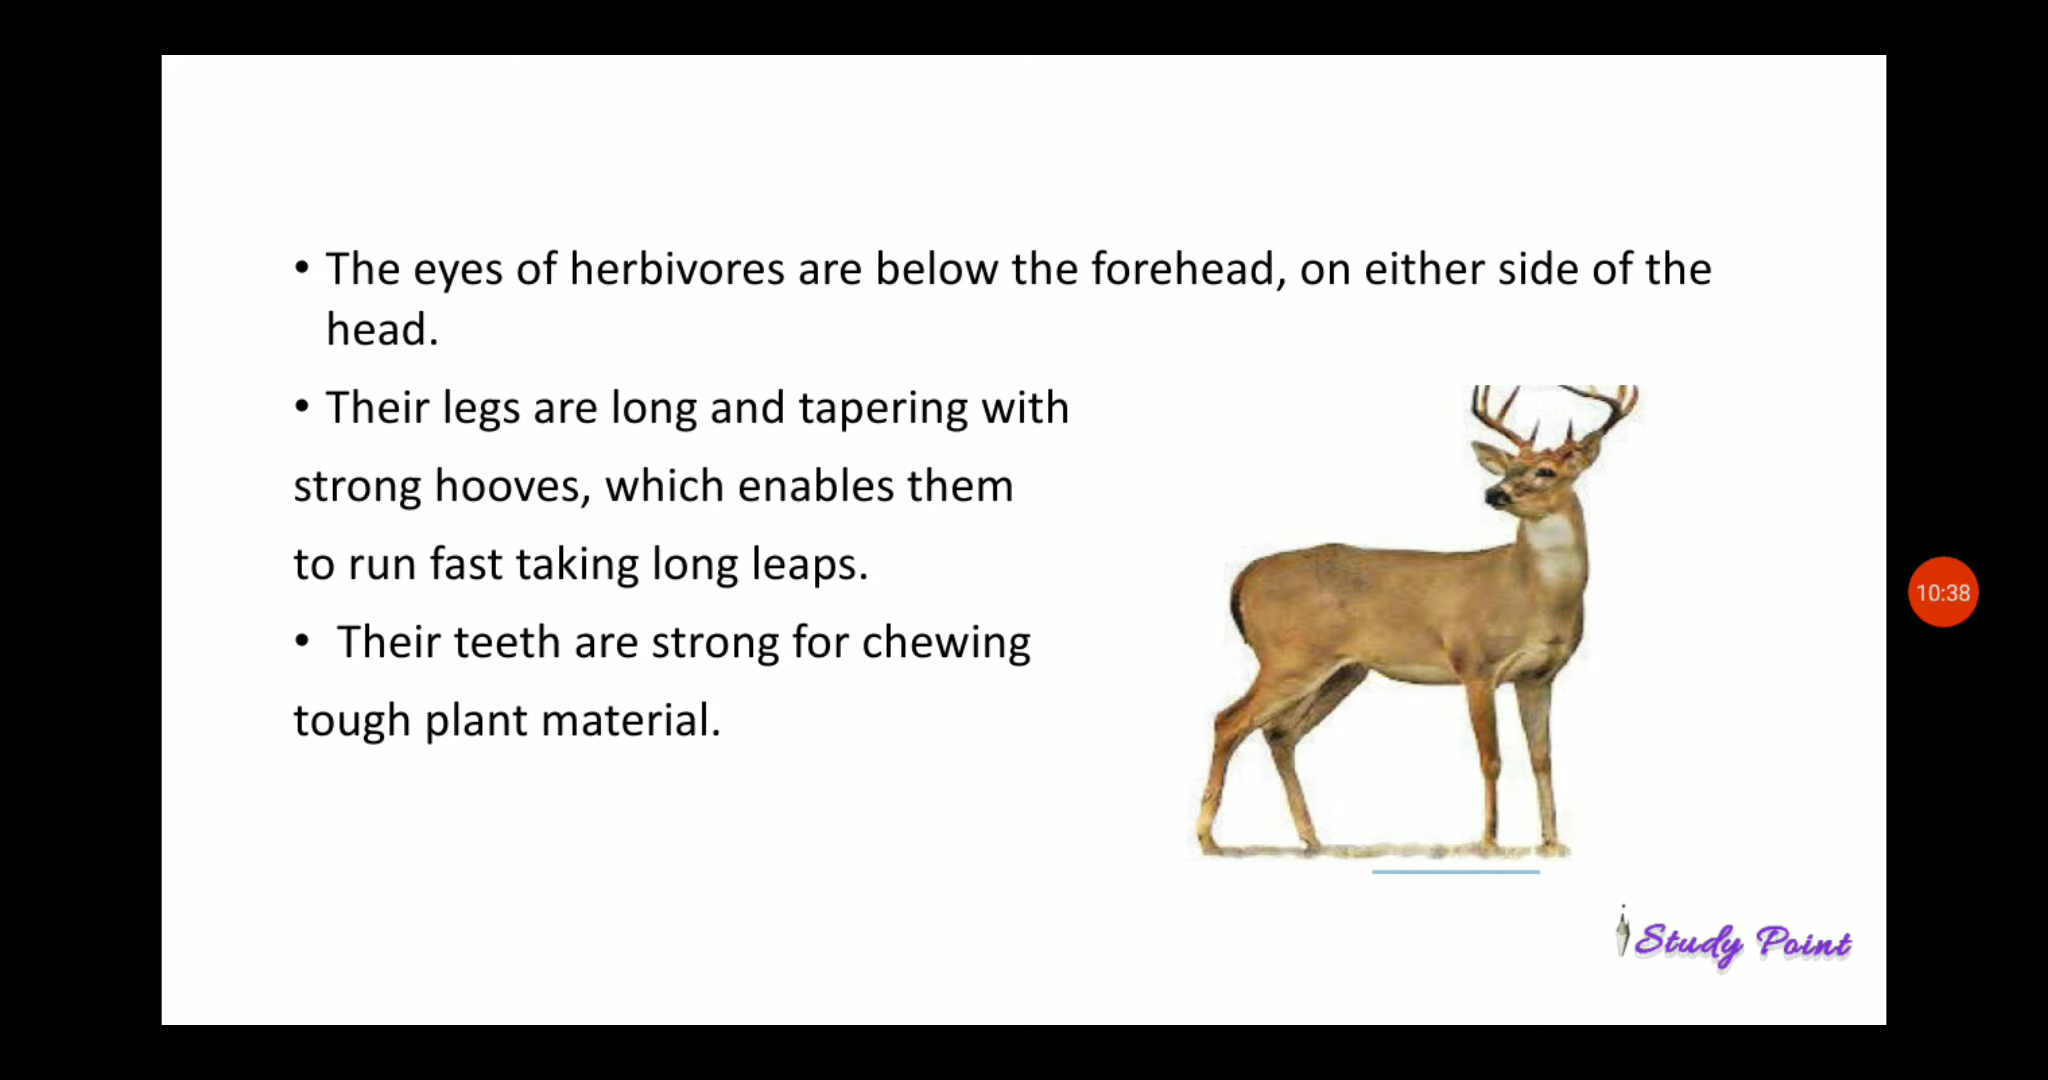 • The eyes of herbivores are below the forehead, on either side of the
head.
• Their legs are long and tapering with
strong hooves, which enables them
to run fast taking long leaps.
• Their teeth are strong for chewing
tough plant material.
10:38
Study Point